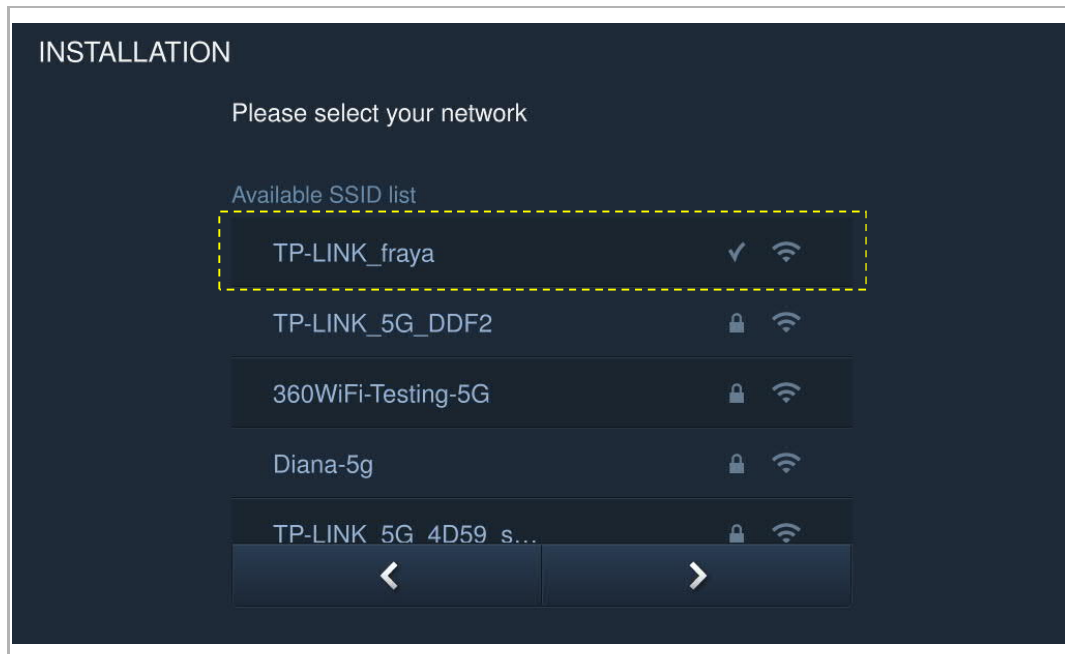 INSTALLATION
Please select your network
Available SSID list
TP-LINK_fraya
TP-LINK_5G_DDF2
360WiFi-Testing-5G
Diana-5g
TP-LINK_5G_4D59_s...